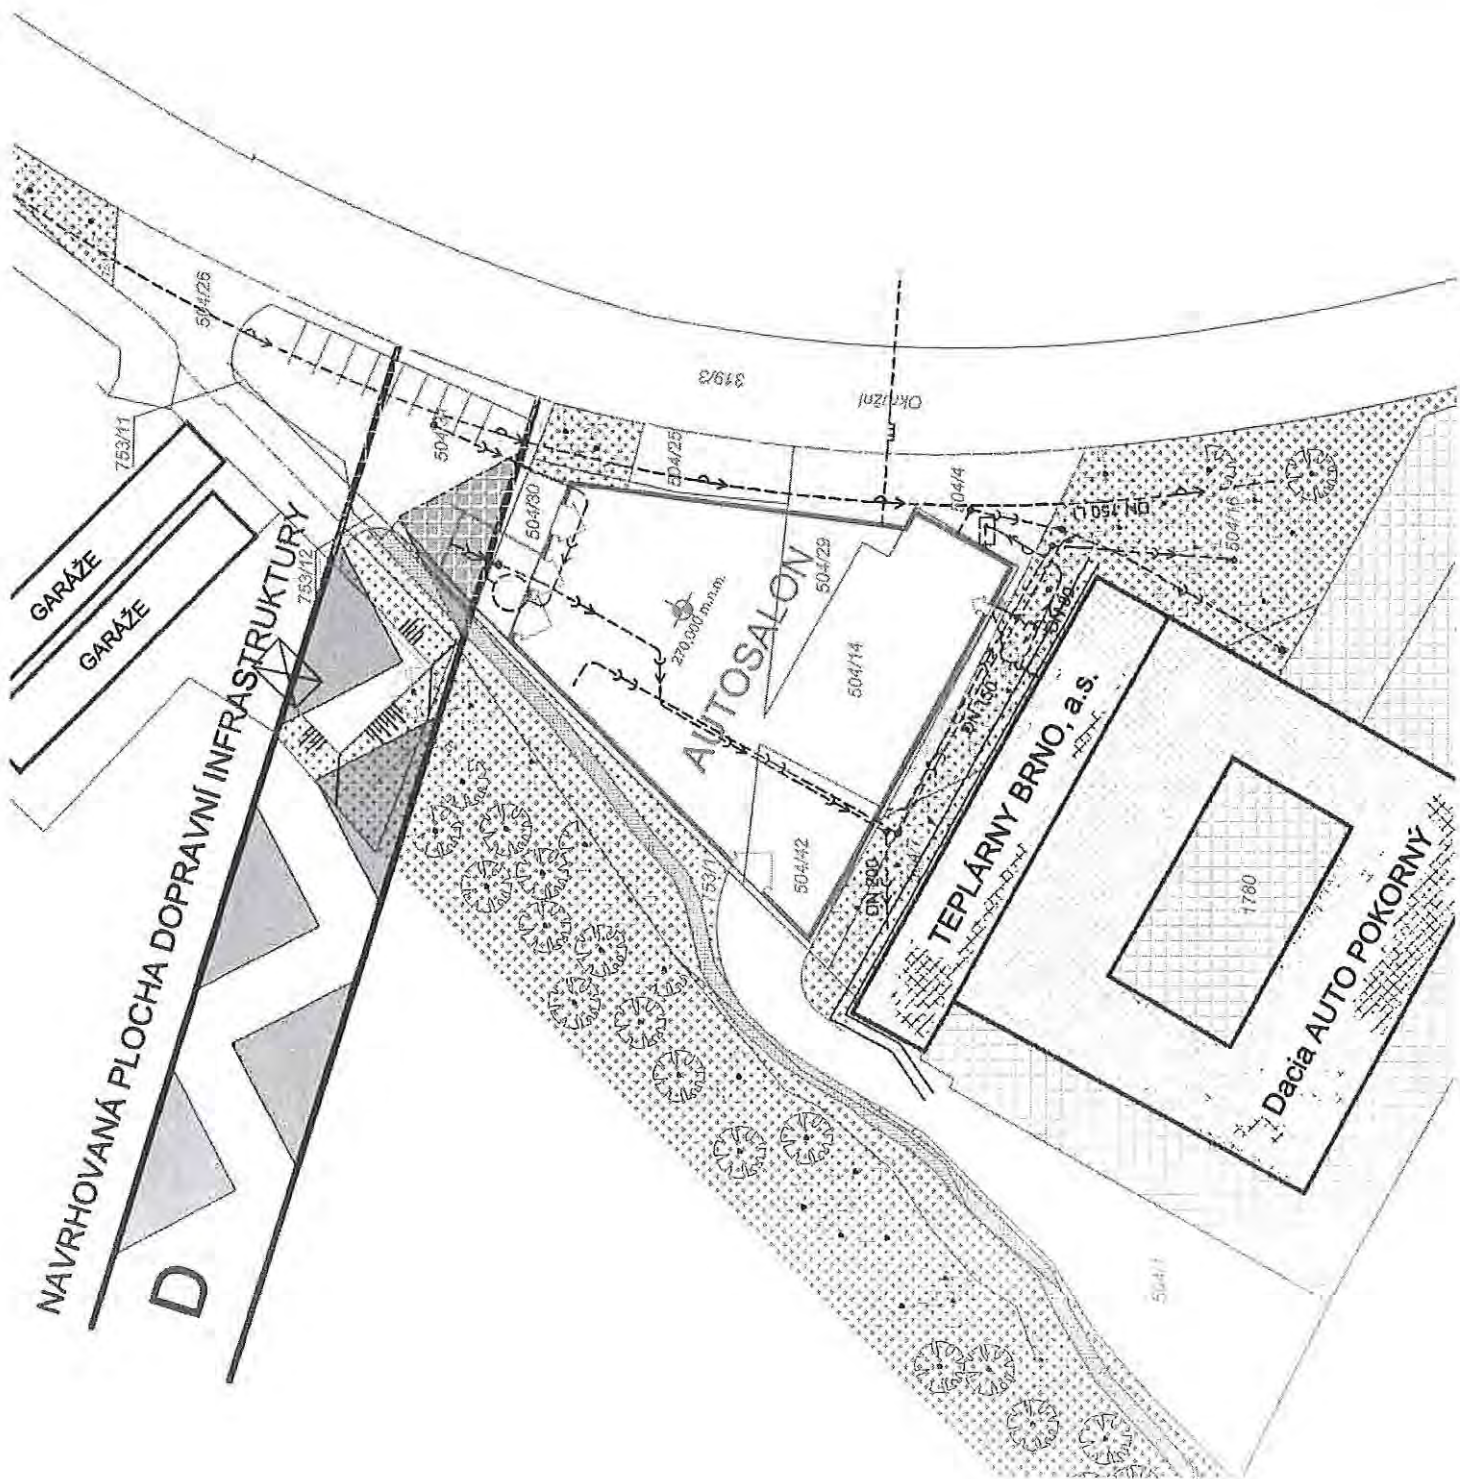 504/26
753/11
GARÁŽE
GARÁŽE
753/12
NAVRHOVANÁ PLOCHA DOPRAVNÍ INFRASTRUKTURY
D
319/3
Okružní
504/25
504/30
504/4
504/29
504/14
504/42
AUTOSALON
270,000 m.n.m.
753/1
DN 150
DN 200
504/16
TEPLÁRNY BRNO, a.s.
1780
Dacia AUTO POKORNÝ
504/1